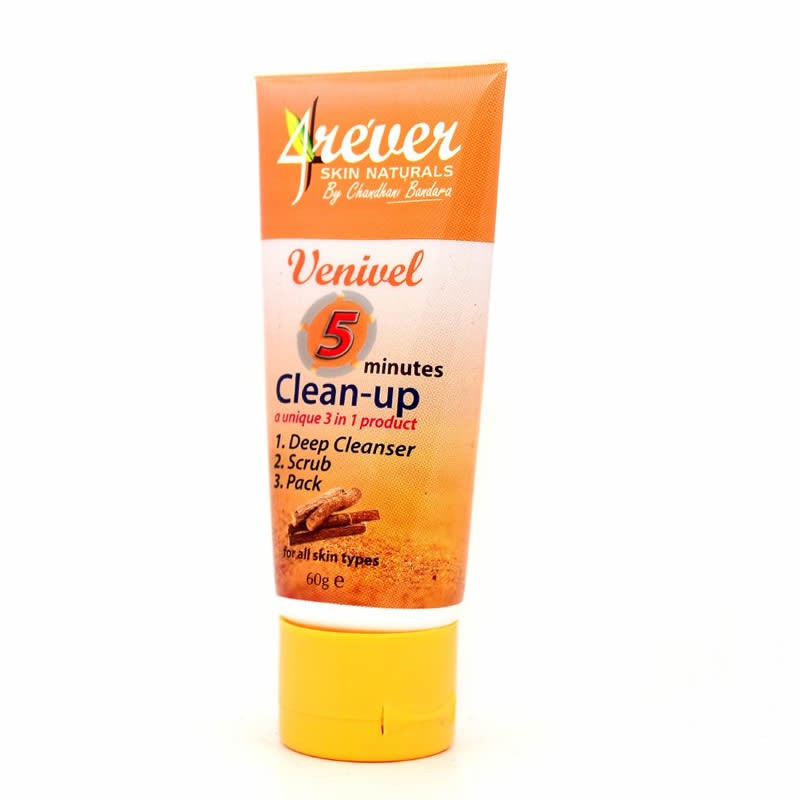 4réver
SKIN NATURALS
By Chandhani Bandara
Venivel
5
minutes
Clean-up
a unique 3 in 1 product
1. Deep Cleanser
2. Scrub
3. Pack
for all skin types
60g e